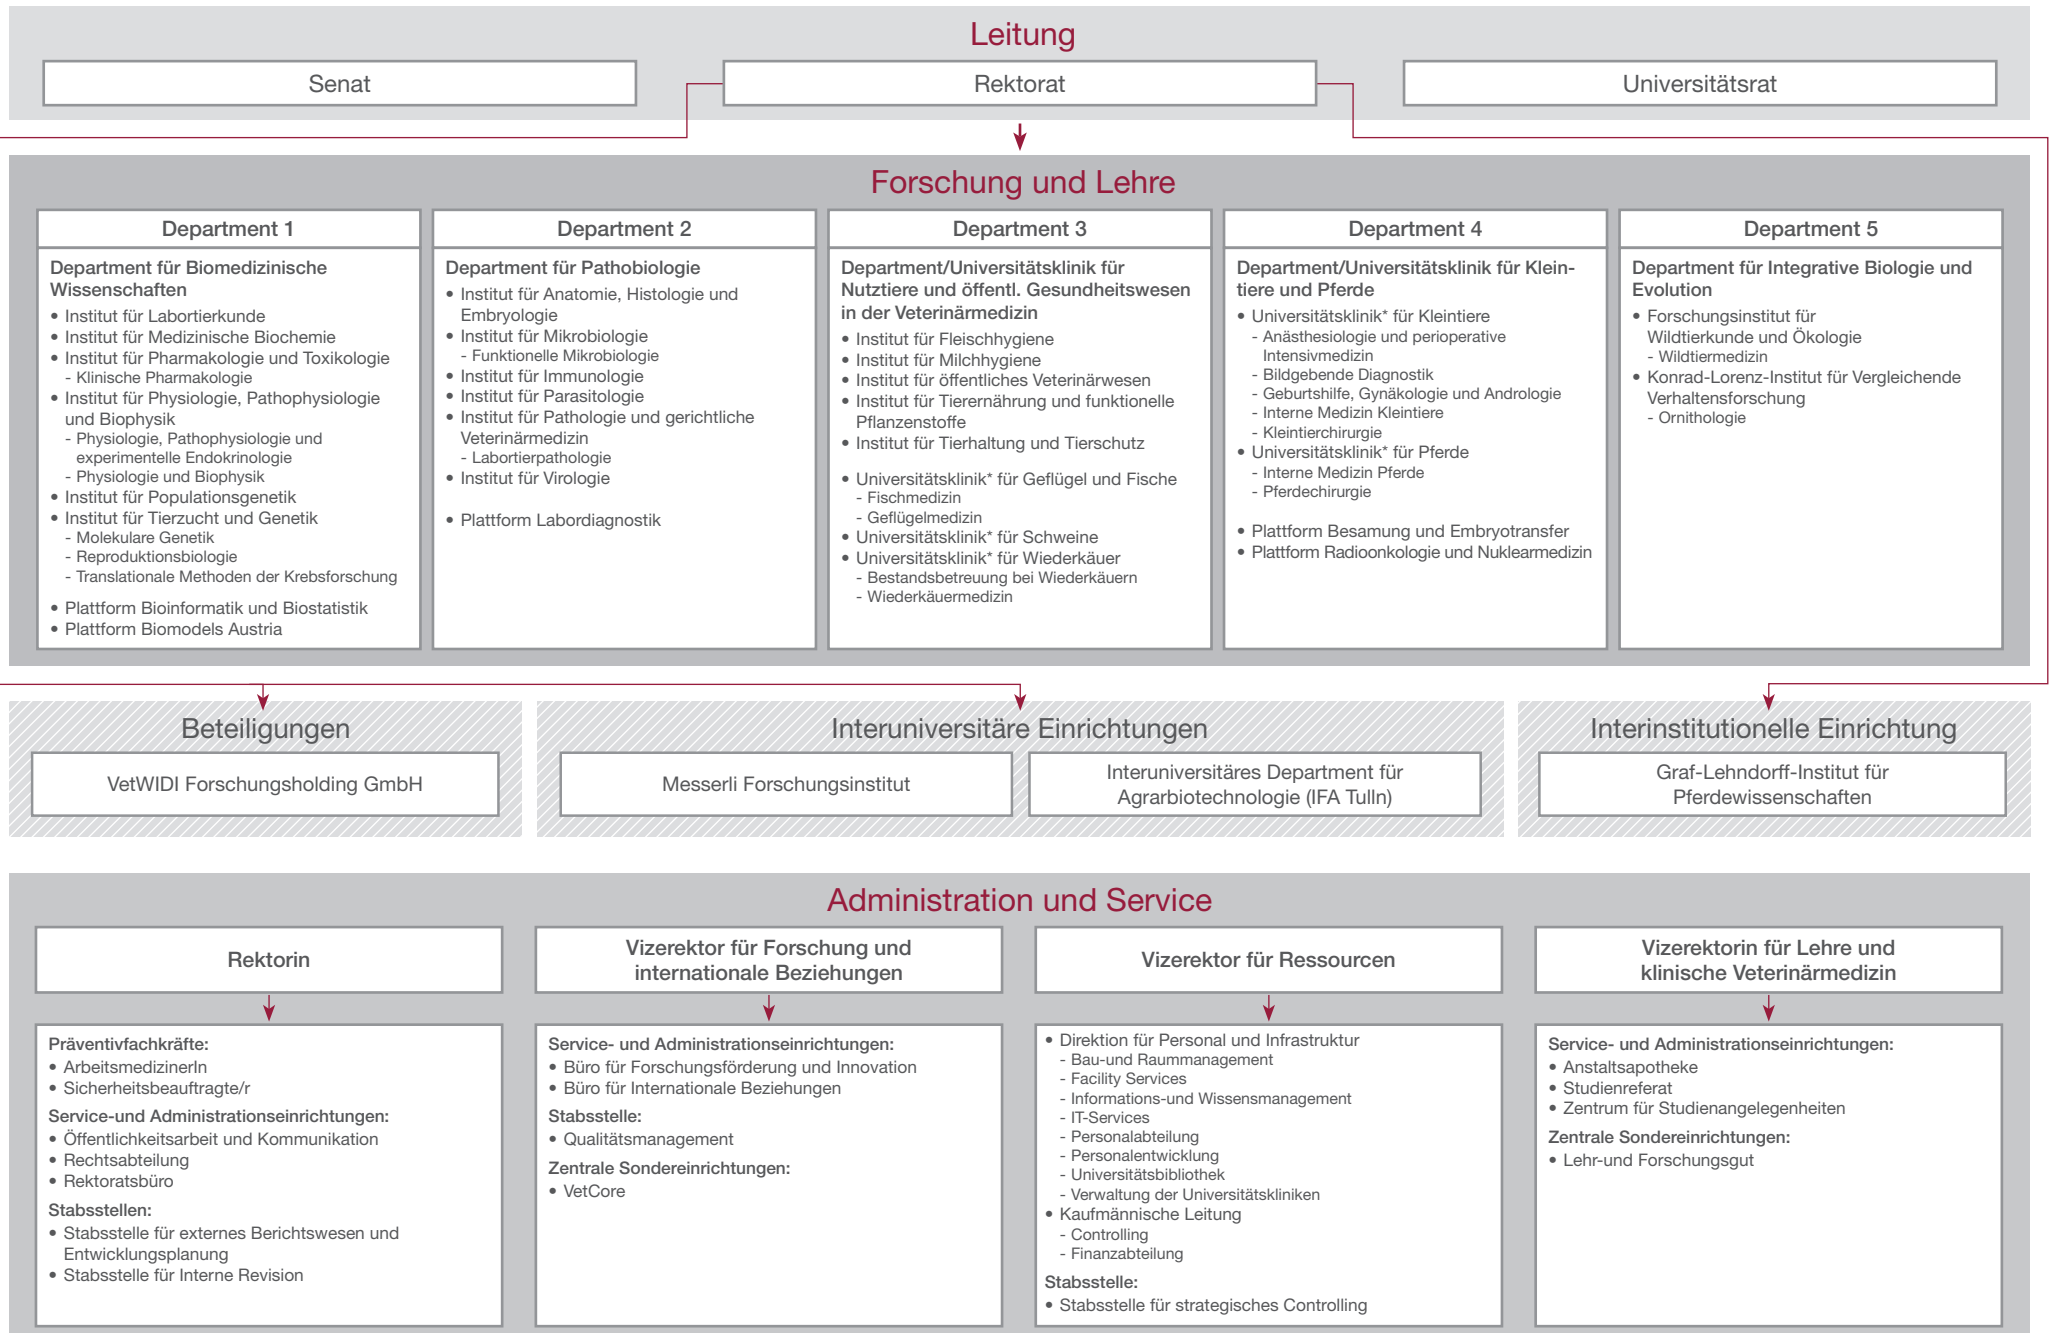 Leitung
Senat
Rektorat
Universitätsrat
Forschung und Lehre
Department 1
Department für Biomedizinische
Wissenschaften
• Institut für Labortierkunde
• Institut für Medizinische Biochemie
• Institut für Pharmakologie und Toxikologie
- Klinische Pharmakologie
• Institut für Physiologie, Pathophysiologie
und Biophysik
- Physiologie, Pathophysiologie und
experimentelle Endokrinologie
- Physiologie und Biophysik
• Institut für Populationsgenetik
• Institut für Tierzucht und Genetik
- Molekulare Genetik
- Reproduktionsbiologie
- Translationale Methoden der Krebsforschung
• Plattform Bioinformatik und Biostatistik
• Plattform Biomodels Austria
Department 2
Department für Pathobiologie
• Institut für Anatomie, Histologie und
Embryologie
• Institut für Mikrobiologie
- Funktionelle Mikrobiologie
• Institut für Immunologie
• Institut für Parasitologie
• Institut für Pathologie und gerichtliche
Veterinärmedizin
- Labortierpathologie
• Institut für Virologie
• Plattform Labordiagnostik
Department 3
Department/Universitätsklinik für
Nutztiere und öffentl. Gesundheitswesen
in der Veterinärmedizin
• Institut für Fleischhygiene
• Institut für Milchhygiene
• Institut für öffentliches Veterinärwesen
• Institut für Tierernährung und funktionelle
Pflanzenstoffe
• Institut für Tierhaltung und Tierschutz
• Universitätsklinik* für Geflügel und Fische
- Fischmedizin
- Geflügelmedizin
• Universitätsklinik* für Schweine
• Universitätsklinik* für Wiederkäuer
- Bestandsbetreuung bei Wiederkäuern
- Wiederkäuermedizin
Department 4
Department/Universitätsklinik für Klein-
tiere und Pferde
• Universitätsklinik* für Kleintiere
- Anästhesiologie und perioperative
Intensivmedizin
- Bildgebende Diagnostik
- Geburtshilfe, Gynäkologie und Andrologie
- Interne Medizin Kleintiere
- Kleintierchirurgie
• Universitätsklinik* für Pferde
- Interne Medizin Pferde
- Pferdechirurgie
• Plattform Besamung und Embryotransfer
• Plattform Radioonkologie und Nuklearmedizin
Department 5
Department für Integrative Biologie und
Evolution
• Forschungsinstitut für
Wildtierkunde und Ökologie
- Wildtiermedizin
• Konrad-Lorenz-Institut für Vergleichende
Verhaltensforschung
- Ornithologie
Beteiligungen
VetWIDI Forschungsholding GmbH
Interuniversitäre Einrichtungen
Messerli Forschungsinstitut
Interuniversitäres Department für
Agrarbiotechnologie (IFA Tulln)
Interinstitutionelle Einrichtung
Graf-Lehndorff-Institut für
Pferdewissenschaften
Administration und Service
Rektorin
Präventivfachkräfte:
• ArbeitsmedizinerIn
• Sicherheitsbeauftragte/r
Service-und Administrationseinrichtungen:
• Öffentlichkeitsarbeit und Kommunikation
• Rechtsabteilung
• Rektoratsbüro
Stabsstellen:
• Stabsstelle für externes Berichtswesen und
Entwicklungsplanung
• Stabsstelle für Interne Revision
Vizerektor für Forschung und
internationale Beziehungen
Service- und Administrationseinrichtungen:
• Büro für Forschungsförderung und Innovation
• Büro für Internationale Beziehungen
Stabsstelle:
• Qualitätsmanagement
Zentrale Sondereinrichtungen:
• VetCore
Vizerektor für Ressourcen
• Direktion für Personal und Infrastruktur
- Bau-und Raummanagement
- Facility Services
- Informations-und Wissensmanagement
- IT-Services
- Personalabteilung
- Personalentwicklung
- Universitätsbibliothek
- Verwaltung der Universitätskliniken
• Kaufmännische Leitung
- Controlling
- Finanzabteilung
Stabsstelle:
• Stabsstelle für strategisches Controlling
Vizerektorin für Lehre und
klinische Veterinärmedizin
Service- und Administrationseinrichtungen:
• Anstaltsapotheke
• Studienreferat
• Zentrum für Studienangelegenheiten
Zentrale Sondereinrichtungen:
• Lehr-und Forschungsgut